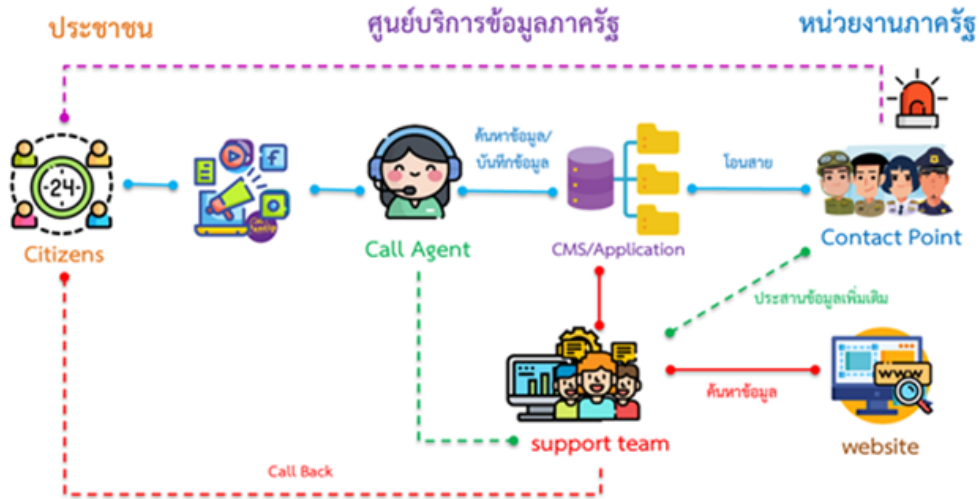 ประชาชน
ศูนย์บริการข้อมูลภาครัฐ
หน่วยงานภาครัฐ
24
f
ค้นหาข้อมูล/
บันทึกข้อมูล
โอนสาย
Citizens
Call Agent
CMS/Application
Contact Point
ประสานข้อมูลเพิ่มเติม
WWW
ค้นหาข้อมูล
support team
website
Call Back